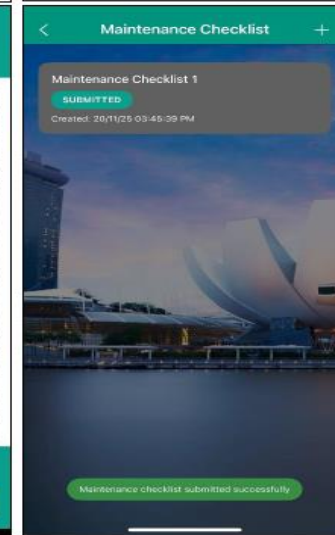 Maintenance Checklist
Maintenance Checklist 1
SUBMITTED
Created: 20/11/25 03:45:39 PM
Maintenance checklist submitted successfully